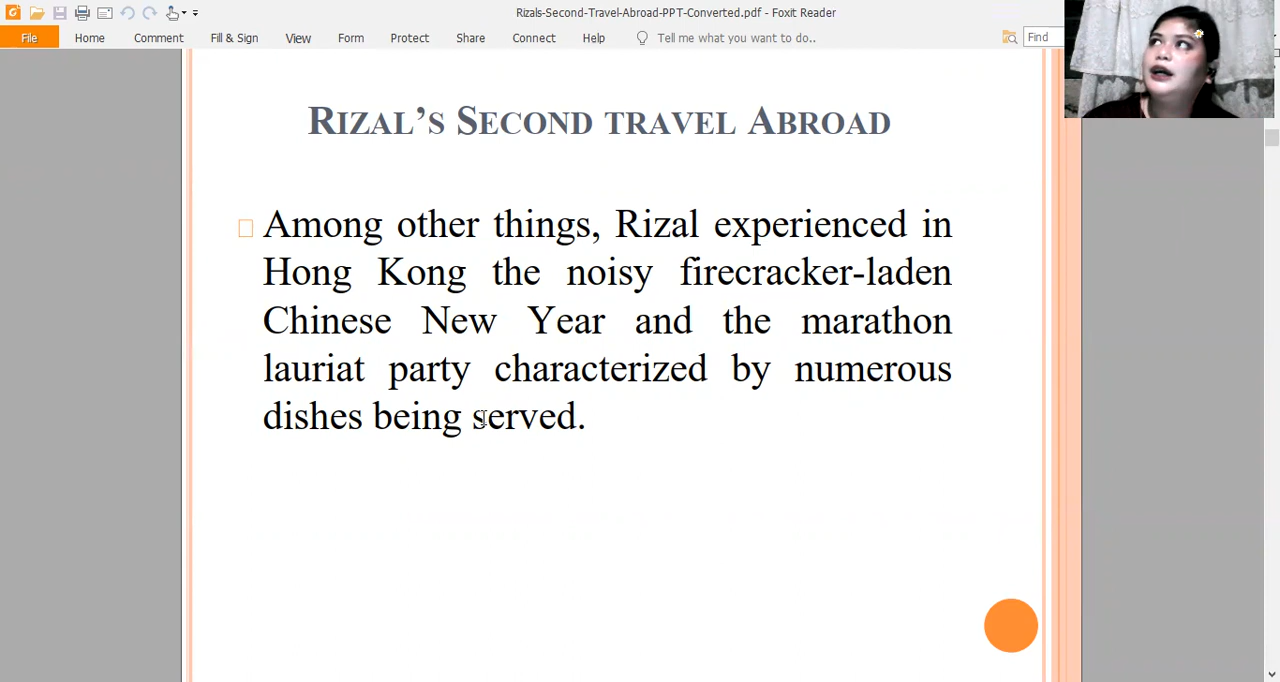 Rizals-Second-Travel-Abroad-PPT-Converted.pdf - Foxit Reader
File Home Comment Fill & Sign View Form Protect Share Connect Help Tell me what you want to do.. Find
RIZAL'S SECOND TRAVEL ABROAD
Among other things, Rizal experienced in
Hong Kong the noisy firecracker-laden
Chinese New Year and the marathon
lauriat party characterized by numerous
dishes being served.